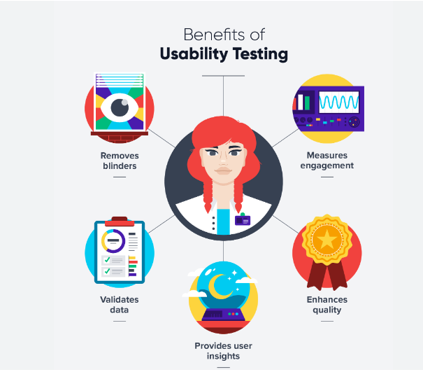 Benefits of
Usability Testing
Removes
blinders
Measures
engagement
Validates
data
Enhances
quality
Provides user
insights